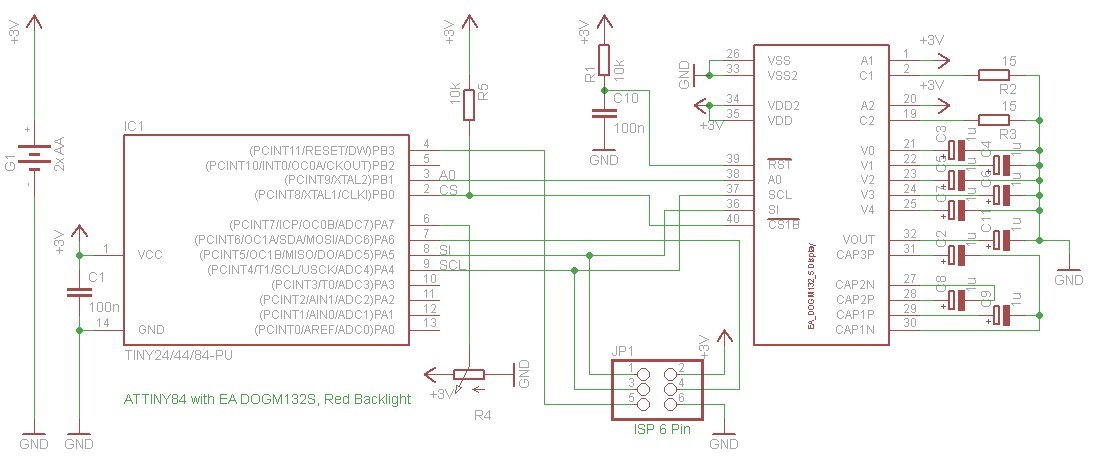 +3V
+3V
+3V
+3V
+3V
R1
10k
C10
100n
GND
R5
10k
G1
+
2x AA
-
IC1
(PCINT11/RESET/DW)PB3 4
(PCINT10/INT0/OC0A/CKOUT)PB2 5
(PCINT9/XTAL2)PB1 3 A0
(PCINT8/XTAL1/CLKI)PB0 2 CS
(PCINT7/ICP/OC0B/ADC7)PA7 6
(PCINT6/OC1A/SDA/MOSI/ADC6)PA6 7
(PCINT5/OC1B/MISO/DO/ADC5)PA5 8 SI
(PCINT4/T1/SCL/USCK/ADC4)PA4 9 SCL
(PCINT3/T0/ADC3)PA3 10
(PCINT2/AIN1/ADC2)PA2 11
(PCINT1/AIN0/ADC1)PA1 12
(PCINT0/AREF/ADC0)PA0 13
1 VCC
14 GND
TINY24/44/84-PU
+3V
C1
100n
GND
GND
GND
26 VSS
33 VSS2
34 VDD2
35 VDD
+3V
39 RST
38 A0
37 SCL
36 SI
40 CS1B
EA_DOGM132_5 Display
A1 1
C1 2
A2 20
C2 19
V0 21
V1 22
V2 23
V3 24
V4 25
VOUT 32
CAP3P 31
CAP2N 27
CAP2P 28
CAP1P 29
CAP1N 30
15
R2
15
R3
C3 1u
C4 1u
C5 1u
C6 1u
C7 1u
C11 1u
C2 1u
C8 1u
C9 1u
GND
+3V
R4
GND
JP1
1 2
3 4
5 6
+3V
GND
ISP 6 Pin
ATTINY84 with EA DOGM132S, Red Backlight